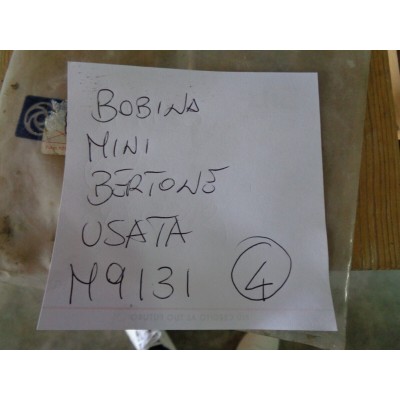 BOBINA
MINI
BERTONE
USATA
M9131 4